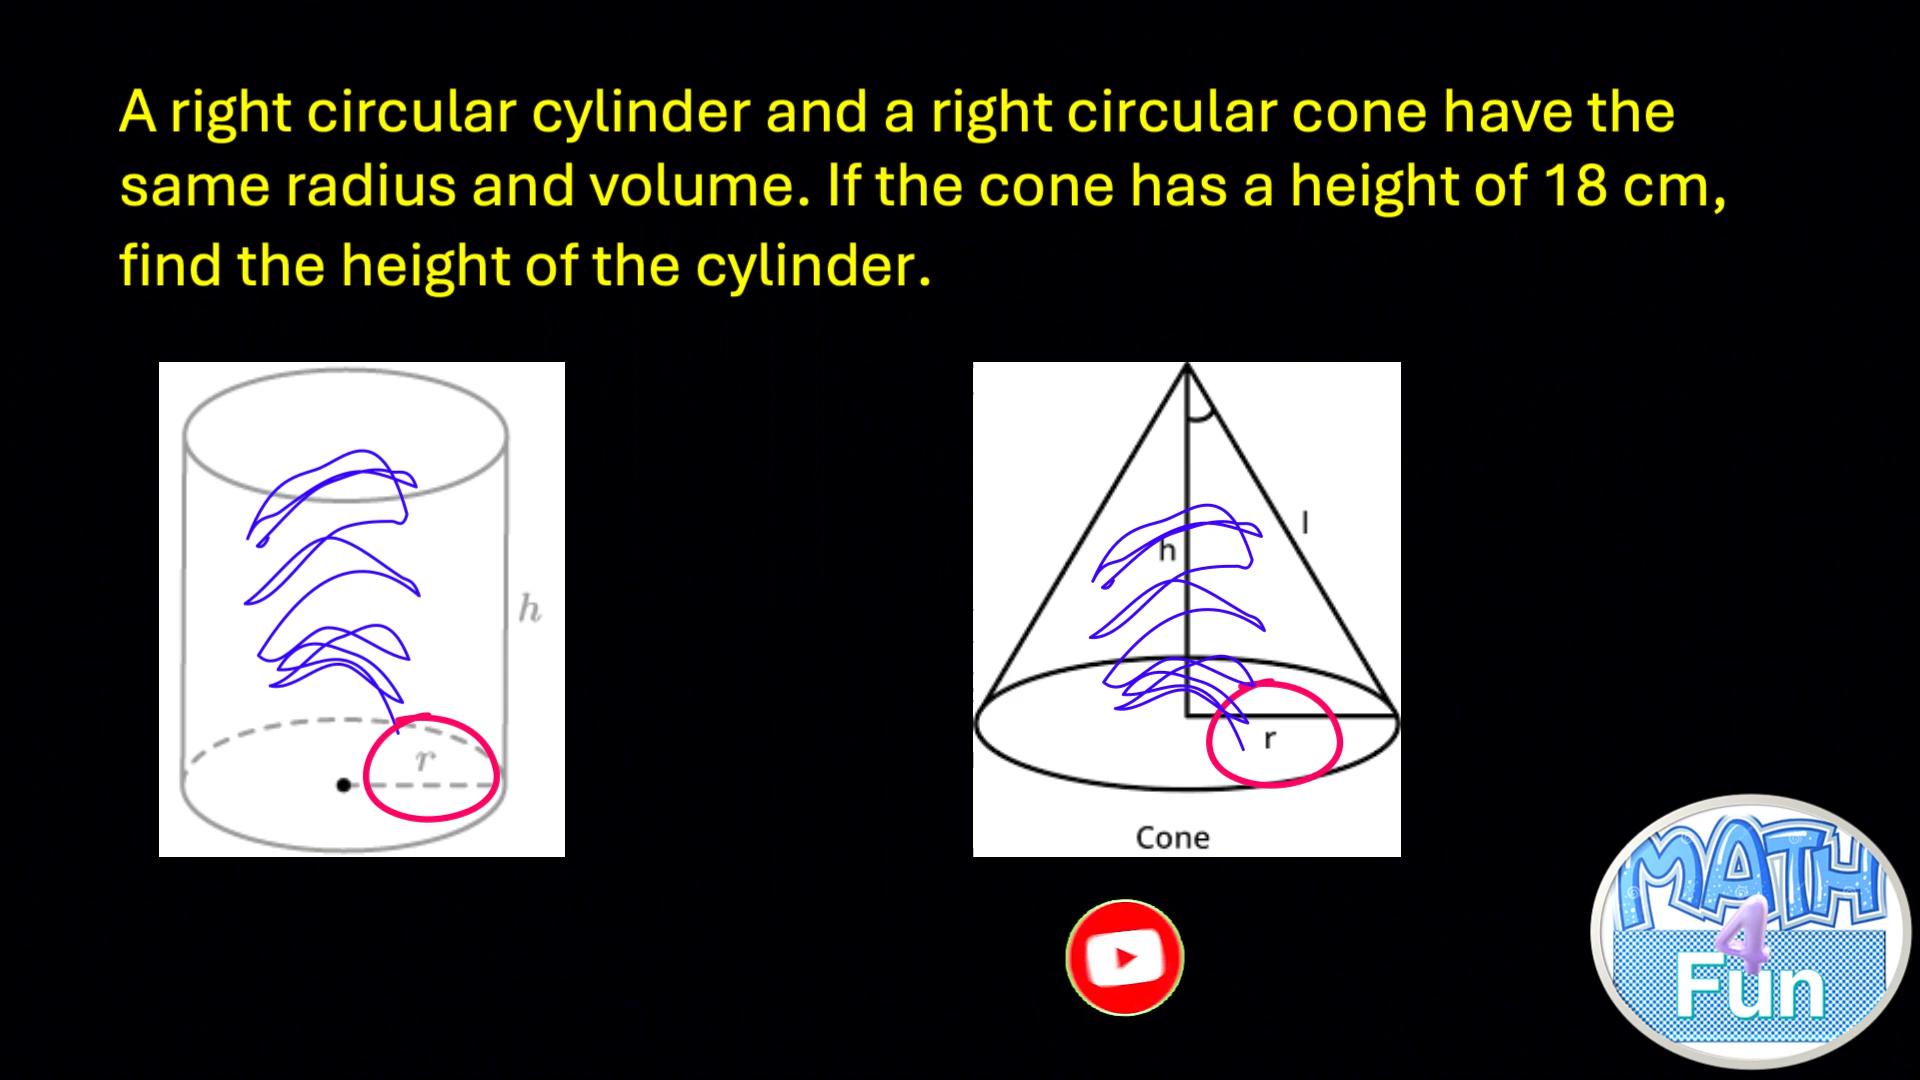 A right circular cylinder and a right circular cone have the
same radius and volume. If the cone has a height of 18 cm,
find the height of the cylinder.
h
r
h
l
r
Cone
MATH
4
Fun